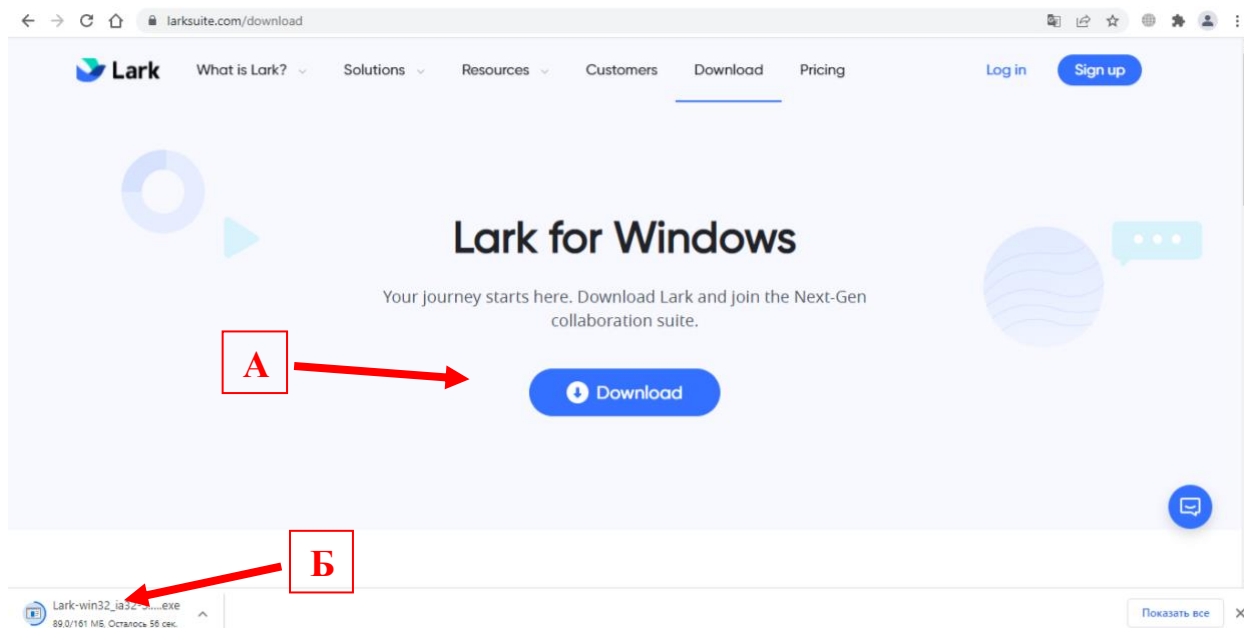 larksuite.com/download
Lark What is Lark? Solutions Resources Customers Download Pricing Log in Sign up
Lark for Windows
Your journey starts here. Download Lark and join the Next-Gen
collaboration suite.
А
Download
Б
Lark-win32_ia32-5.....exe
89.0/161 МБ, Осталось 56 сек.
Показать все